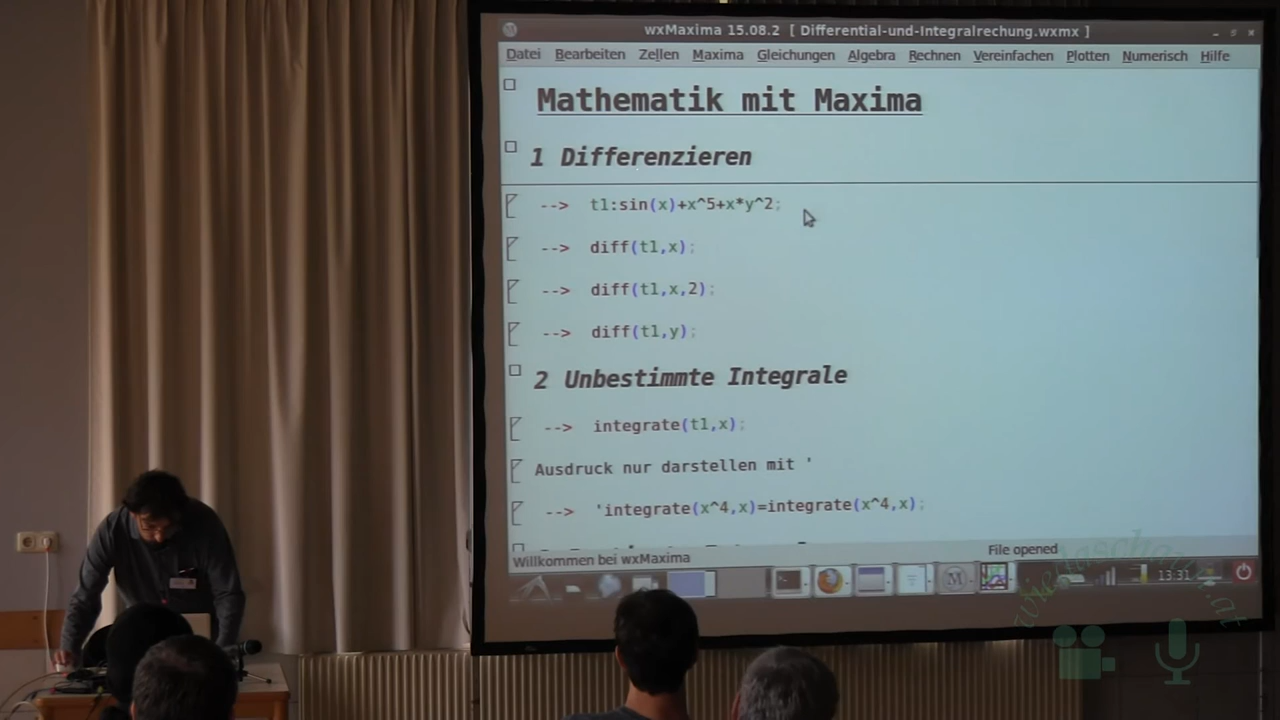 wxMaxima 15.08.2 [ Differential-und-Integralrechung.wxmx ]
Datei Bearbeiten Zellen Maxima Gleichungen Algebra Rechnen Vereinfachen Plotten Numerisch Hilfe
Mathematik mit Maxima
1 Differenzieren
--> t1:sin(x)+x^5+x*y^2;
--> diff(t1,x);
--> diff(t1,x,2);
--> diff(t1,y);
2 Unbestimmte Integrale
--> integrate(t1,x);
Ausdruck nur darstellen mit '
--> 'integrate(x^4,x)=integrate(x^4,x);
Willkommen bei wxMaxima
File opened
13:31